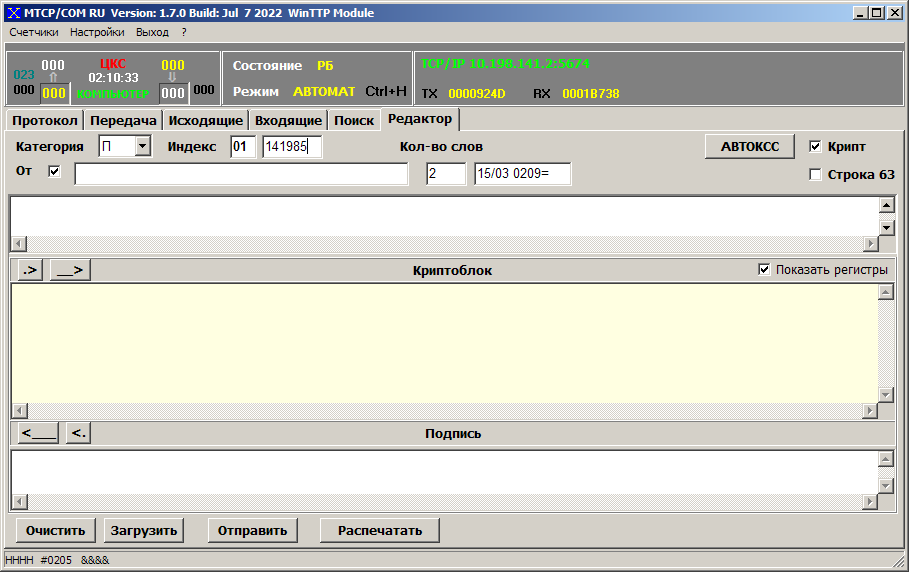 MTCP/COM RU Version: 1.7.0 Build: Jul 7 2022 WinTTP Module
Счетчики Настройки Выход ?
000 ЦКС 000 Состояние РБ TCP/IP 10.198.141.2:5674
023 ⇑ 02:10:33 ⇓
000 000 КОМПЬЮТЕР 000 000 Режим АВТОМАТ Ctrl+H TX 0000924D RX 0001B738
Протокол Передача Исходящие Входящие Поиск Редактор
Категория П Индекс 01 141985 Кол-во слов АВТОКСС Крипт
От 2 15/03 0209= Строка 63
.> __> Криптоблок Показать регистры
<___ <. Подпись
Очистить Загрузить Отправить Распечатать
НННН #0205 &&&&